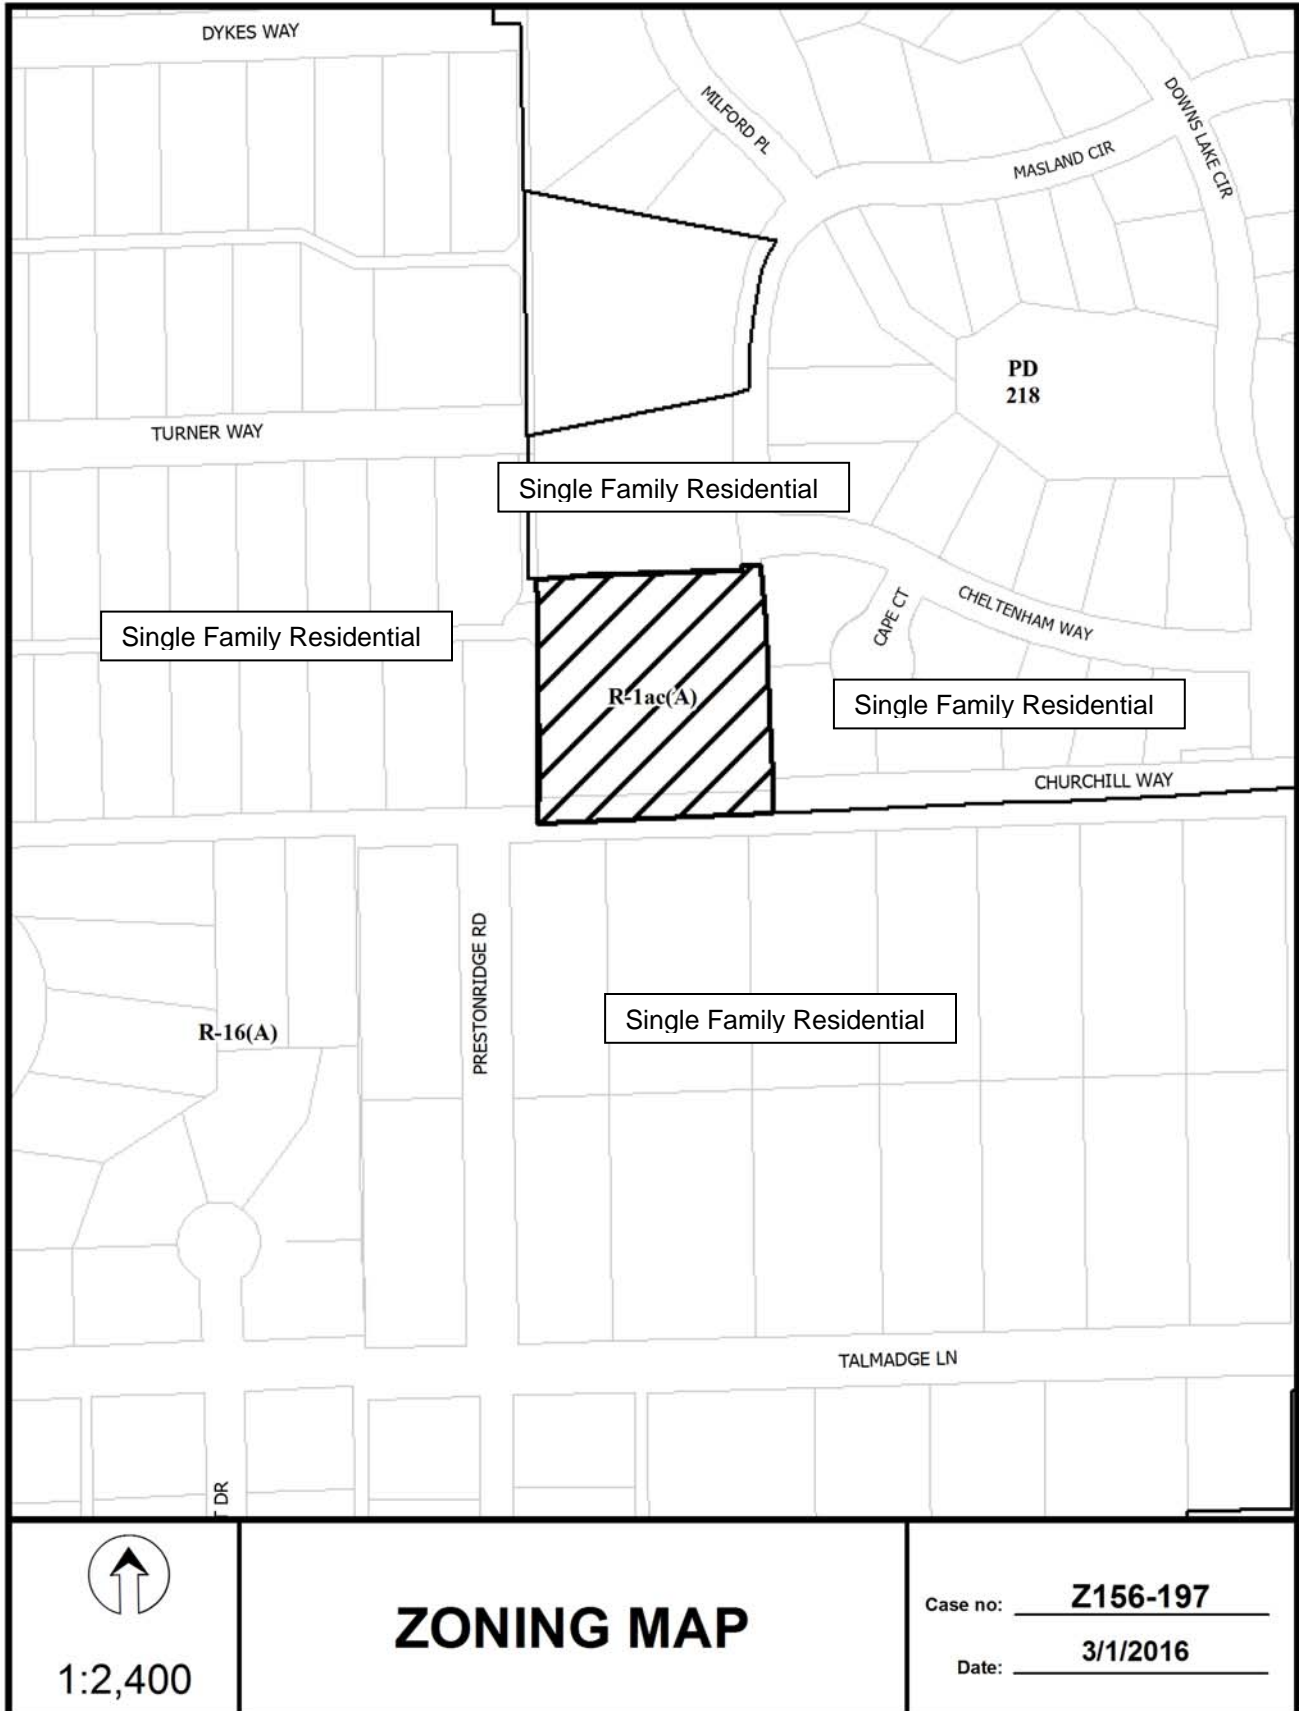 DYKES WAY
MILFORD PL
DOWNS LAKE CIR
MASLAND CIR
PD
218
TURNER WAY
Single Family Residential
CAPE CT
CHELTENHAM WAY
Single Family Residential
R-1ac(A)
Single Family Residential
CHURCHILL WAY
PRESTONRIDGE RD
Single Family Residential
R-16(A)
TALMADGE LN
DR
1:2,400
ZONING MAP
Case no: Z156-197
Date: 3/1/2016